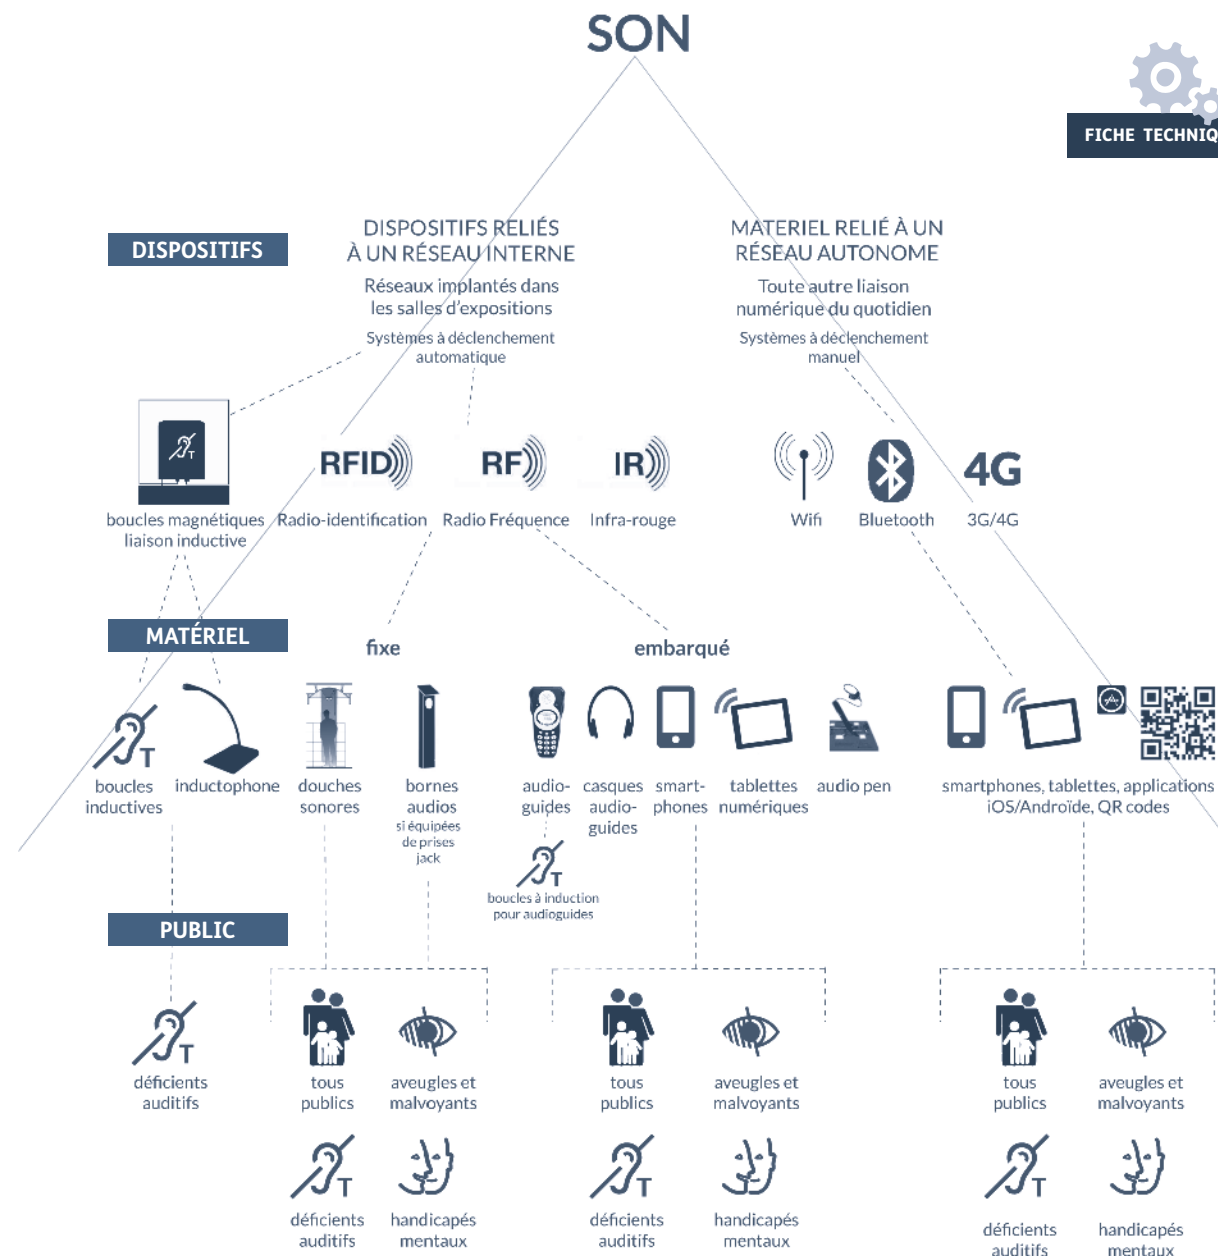 SON
FICHE TECHNIQ
DISPOSITIFS
DISPOSITIFS RELIÉS
À UN RÉSEAU INTERNE
Réseaux implantés dans
les salles d'expositions
Systèmes à déclenchement
automatique
MATERIEL RELIÉ À UN
RÉSEAU AUTONOME
Toute autre liaison
numérique du quotidien
Systèmes à déclenchement
manuel
T
RFID
RF
IR
4G
boucles magnétiques
liaison inductive
Radio-identification
Radio Fréquence
Infra-rouge
Wifi
Bluetooth
3G/4G
MATÉRIEL
fixe
embarqué
T
boucles
inductives
inductophone
douches
sonores
bornes
audios
si équipées
de prises
jack
audio-
guides
casques
audio-
guides
smart-
phones
tablettes
numériques
audio pen
smartphones, tablettes, applications
iOS/Androïde, QR codes
T
boucles à induction
pour audioguides
PUBLIC
T
déficients
auditifs
tous
publics
aveugles et
malvoyants
tous
publics
aveugles et
malvoyants
tous
publics
aveugles et
malvoyants
T
déficients
auditifs
handicapés
mentaux
T
déficients
auditifs
handicapés
mentaux
T
déficients
auditifs
handicapés
mentaux